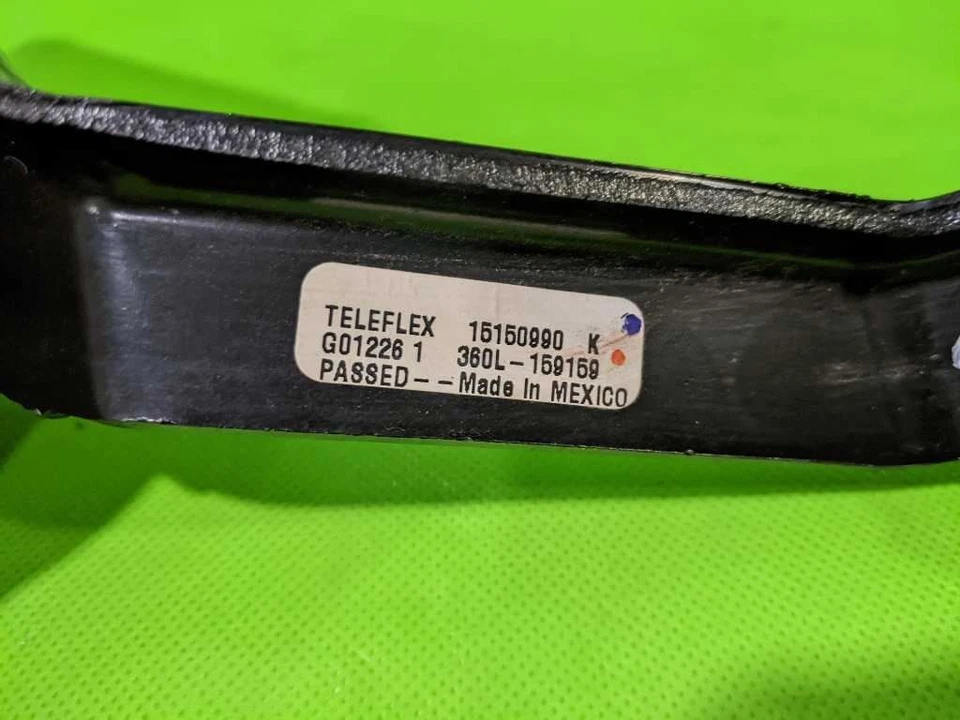 TELEFLEX 15150990 K
G01226 1 360L-159159
PASSED-- Made In MEXICO